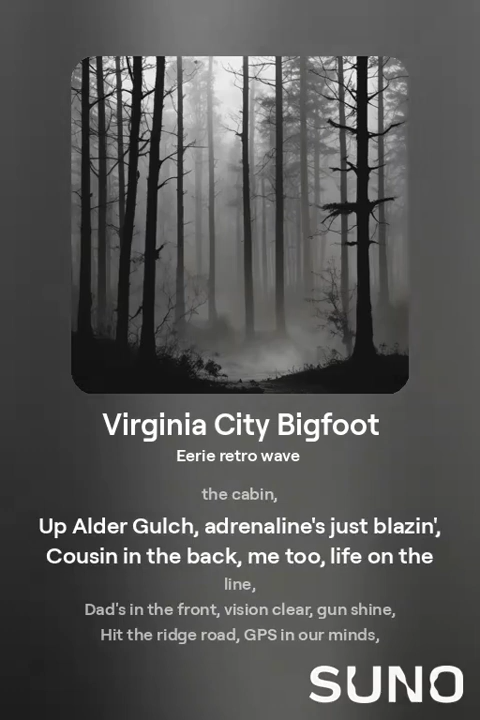 Virginia City Bigfoot
Eerie retro wave
the cabin,
Up Alder Gulch, adrenaline's just blazin',
Cousin in the back, me too, life on the
line,
Dad's in the front, vision clear, gun shine,
Hit the ridge road, GPS in our minds,
SUNO